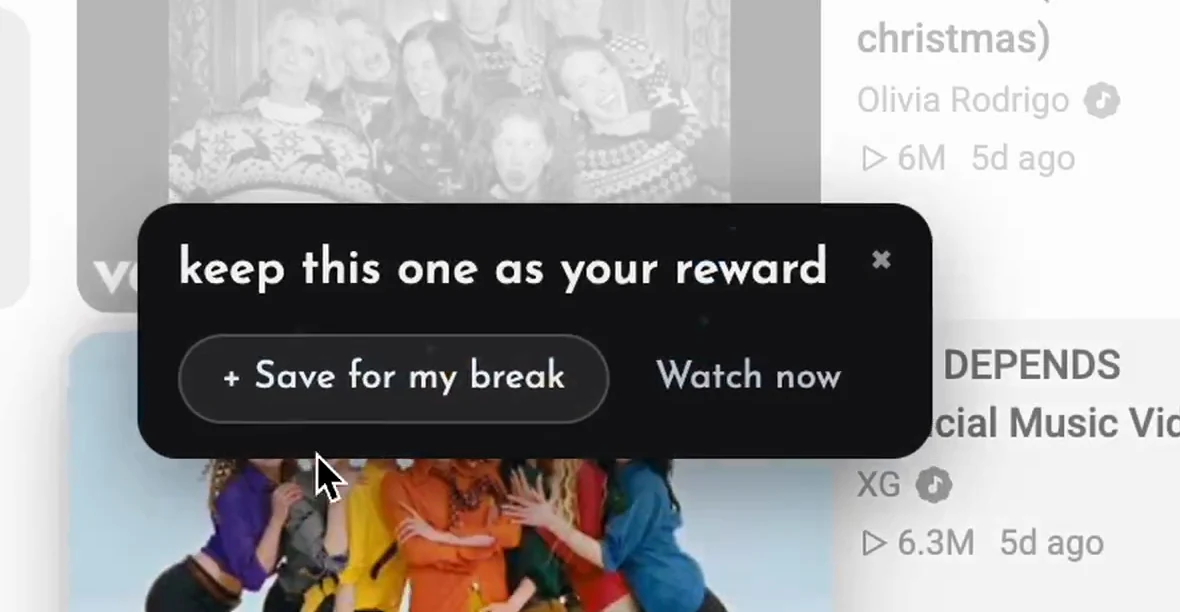 christmas)
Olivia Rodrigo
6M 5d ago
keep this one as your reward
+ Save for my break
Watch now
DEPENDS
cial Music Vid
XG
6.3M 5d ago